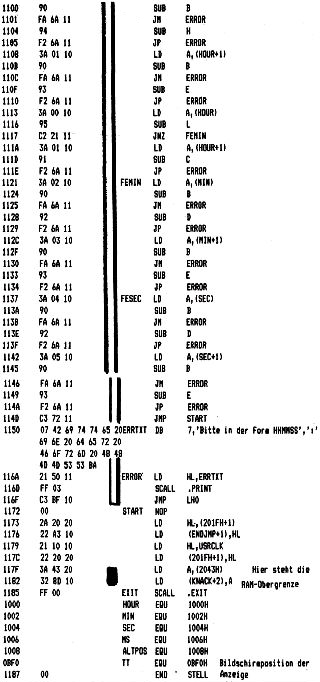 1100 90 SUB B
1101 FA 6A 11 JM ERROR
1104 94 SUB H
1105 F2 6A 11 JP ERROR
1108 3A 01 10 LD A,(HOUR+1)
110B 90 SUB B
110C FA 6A 11 JM ERROR
110F 93 SUB E
1110 F2 6A 11 JP ERROR
1113 3A 00 10 LD A,(HOUR)
1116 95 SUB L
1117 C2 21 11 JNZ FEMIN
111A 3A 01 10 LD A,(HOUR+1)
111D 91 SUB C
111E F2 6A 11 JP ERROR
1121 3A 02 10 FEMIN LD A,(MIN)
1124 90 SUB B
1125 FA 6A 11 JM ERROR
1128 92 SUB D
1129 F2 6A 11 JP ERROR
112C 3A 03 10 LD A,(MIN+1)
112F 90 SUB B
1130 FA 6A 11 JM ERROR
1133 93 SUB E
1134 F2 6A 11 JP ERROR
1137 3A 04 10 FESEC LD A,(SEC)
113A 90 SUB B
113B FA 6A 11 JM ERROR
113E 92 SUB D
113F F2 6A 11 JP ERROR
1142 3A 05 10 LD A,(SEC+1)
1145 90 SUB B
1146 FA 6A 11 JM ERROR
1149 93 SUB E
114A F2 6A 11 JP ERROR
114D C3 72 11 JMP START
1150 07 42 69 74 74 65 20 ERRTXT DB 7,'Bitte in der Form HHMMSS',':'
69 6E 20 64 65 72 20
46 6F 72 6D 20 48 48
4D 4D 53 53 BA
116A 21 50 11 ERROR LD HL,ERRTXT
116D FF 03 SCALL .PRINT
116F C3 BF 10 JMP LHO
1172 00 START NOP
1173 2A 20 20 LD HL,(201FH+1)
1176 22 A3 10 LD (ENDJMP+1),HL
1179 21 10 10 LD HL,USRCLK
117C 22 20 20 LD (201FH+1),HL
117F 3A 43 20 LD A,(2043H) Hier steht die
1182 32 8D 10 LD (KNACK+2),A RAM-Obergrenze
1185 FF 00 EXIT SCALL .EXIT
1000 HOUR EQU 1000H
1002 MIN EQU 1002H
1004 SEC EQU 1004H
1006 MS EQU 1006H
1008 ALTPOS EQU 1008H
0BF0 TT EQU 0BF0H Bildschirmposition der
1187 00 END STELL Anzeige